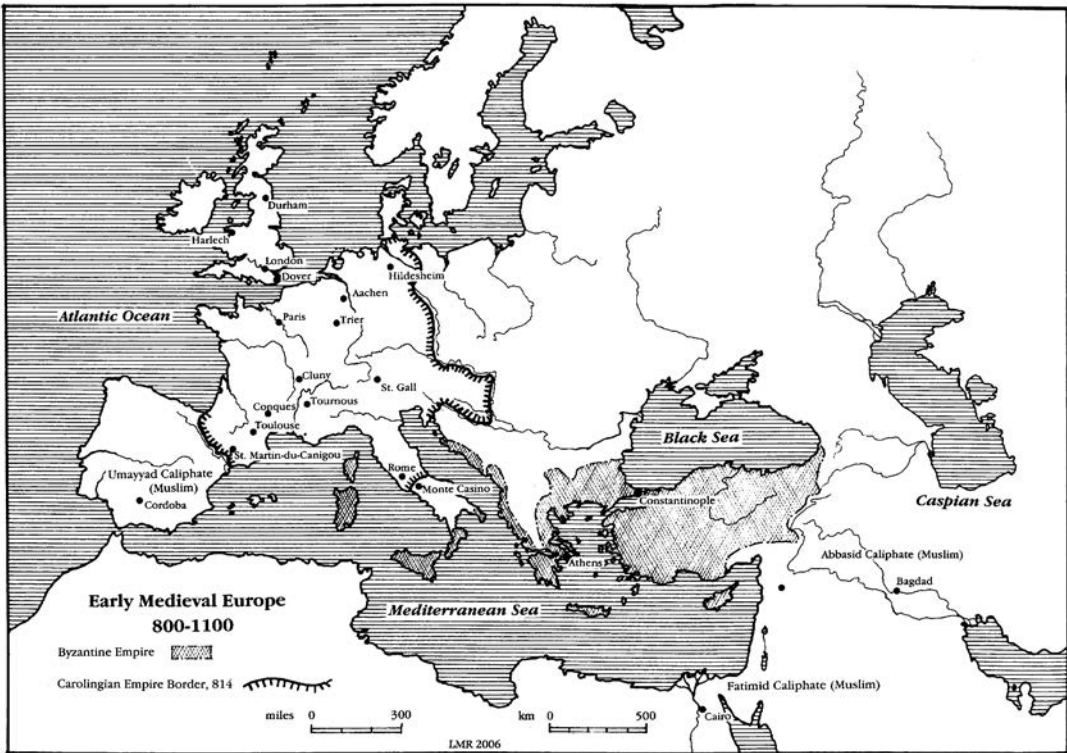 Durham
Harlech
London
Dover
Hildesheim
Aachen
Atlantic Ocean
Paris
Trier
Cluny
St. Gall
Tournous
Conques
Toulouse
St. Martin-du-Canigou
Black Sea
Umayyad Caliphate
(Muslim)
Cordoba
Rome
Monte Casino
Constantinople
Caspian Sea
Athens
Abbasid Caliphate (Muslim)
Bagdad
Early Medieval Europe
800-1100
Mediterranean Sea
Byzantine Empire
Carolingian Empire Border, 814
Fatimid Caliphate (Muslim)
Cairo
miles 0 300
km 0 500
LMR 2006